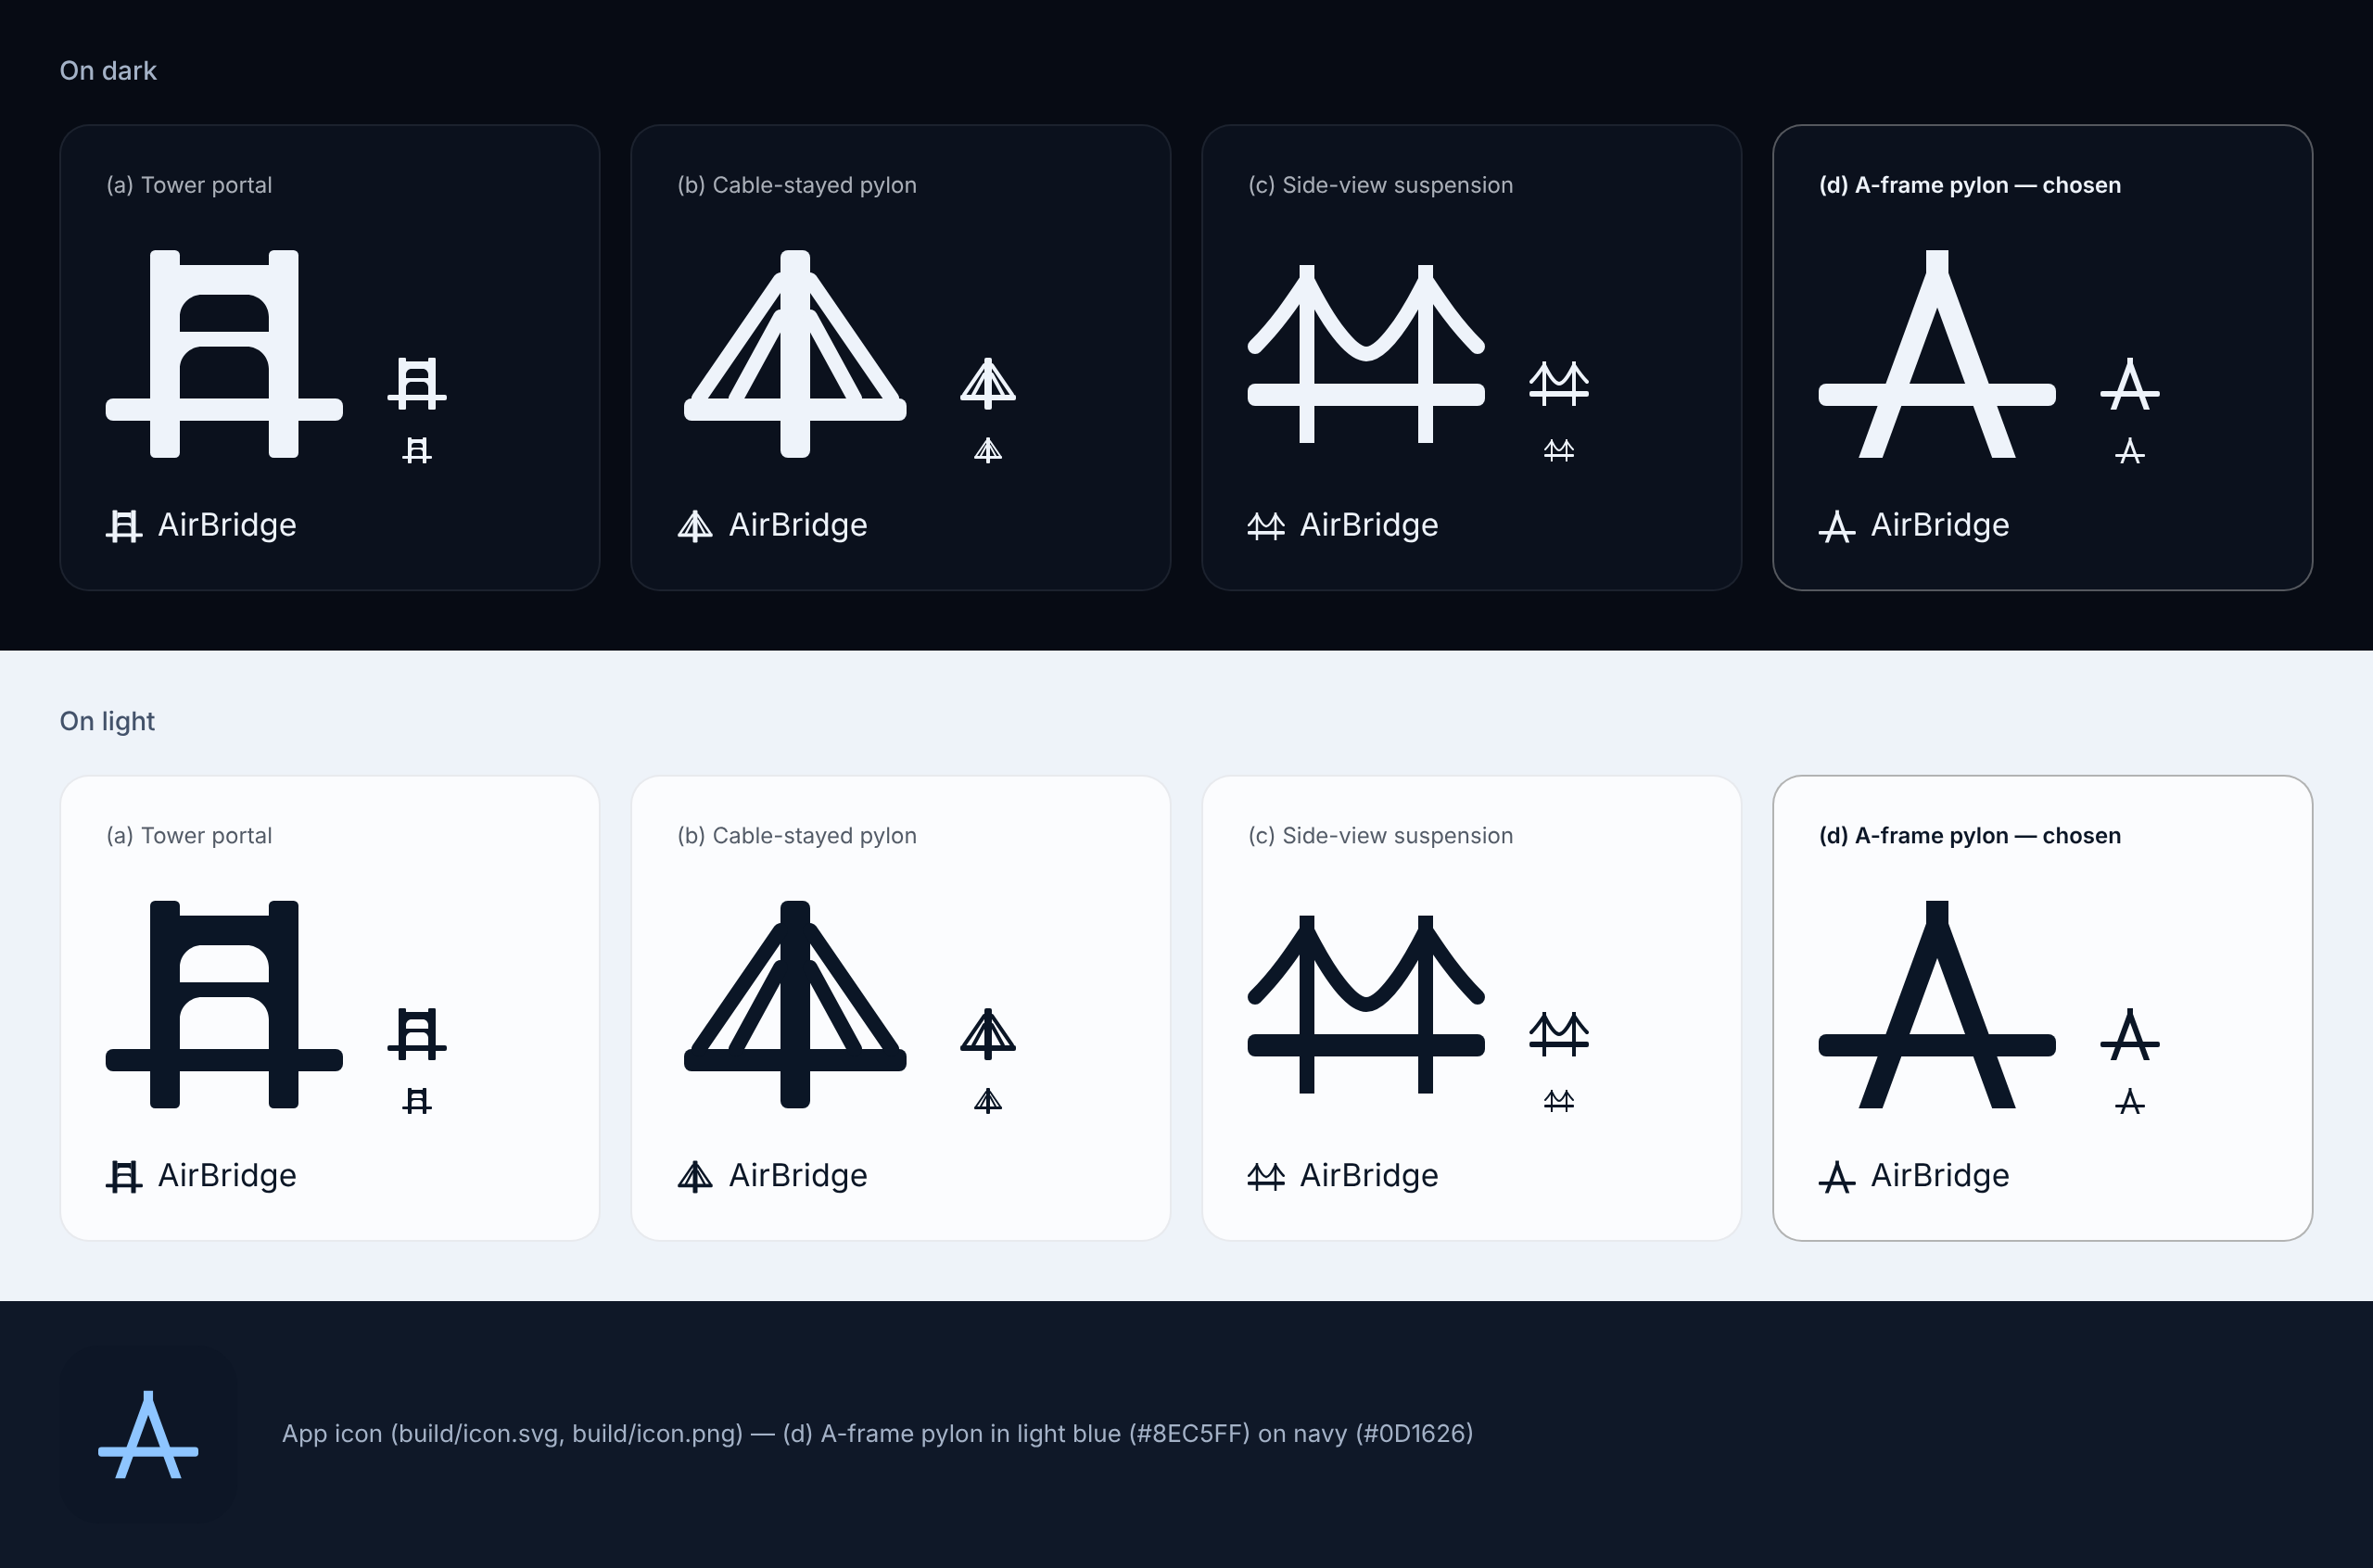 On dark
(a) Tower portal
(b) Cable-stayed pylon
(c) Side-view suspension
(d) A-frame pylon — chosen
AirBridge
AirBridge
AirBridge
AirBridge
On light
(a) Tower portal
(b) Cable-stayed pylon
(c) Side-view suspension
(d) A-frame pylon — chosen
AirBridge
AirBridge
AirBridge
AirBridge
App icon (build/icon.svg, build/icon.png) — (d) A-frame pylon in light blue (#8EC5FF) on navy (#0D1626)